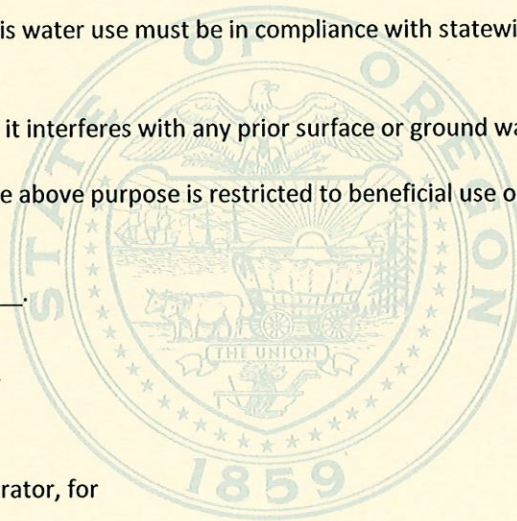 is water use must be in compliance with statewi
it interferes with any prior surface or ground wa
e above purpose is restricted to beneficial use o
STATE OF OREGON
THE UNION
1859
rator, for